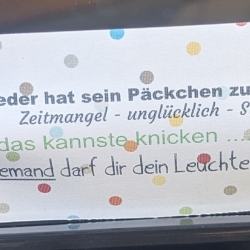 eder hat sein Päckchen zu
Zeitmangel - unglücklich - S
das kannste knicken ...
emand darf dir dein Leuchte